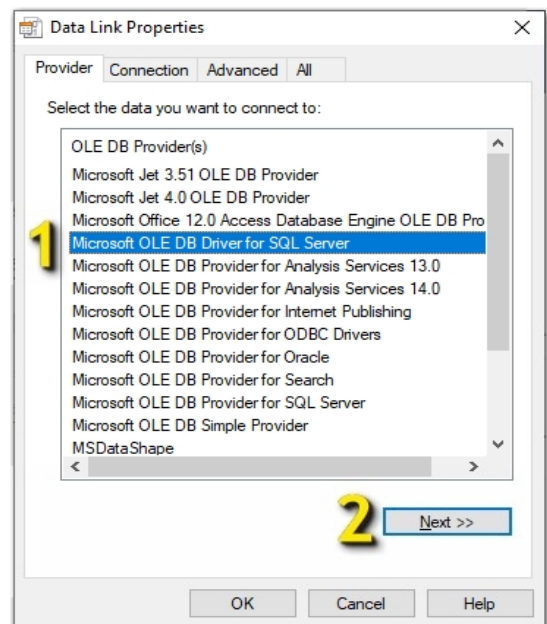 Data Link Properties
Provider Connection Advanced All
Select the data you want to connect to:
OLE DB Provider(s)
Microsoft Jet 3.51 OLE DB Provider
Microsoft Jet 4.0 OLE DB Provider
Microsoft Office 12.0 Access Database Engine OLE DB Pro
1
Microsoft OLE DB Driver for SQL Server
Microsoft OLE DB Provider for Analysis Services 13.0
Microsoft OLE DB Provider for Analysis Services 14.0
Microsoft OLE DB Provider for Internet Publishing
Microsoft OLE DB Provider for ODBC Drivers
Microsoft OLE DB Provider for Oracle
Microsoft OLE DB Provider for Search
Microsoft OLE DB Provider for SQL Server
Microsoft OLE DB Simple Provider
MSDataShape
2
Next >>
OK Cancel Help